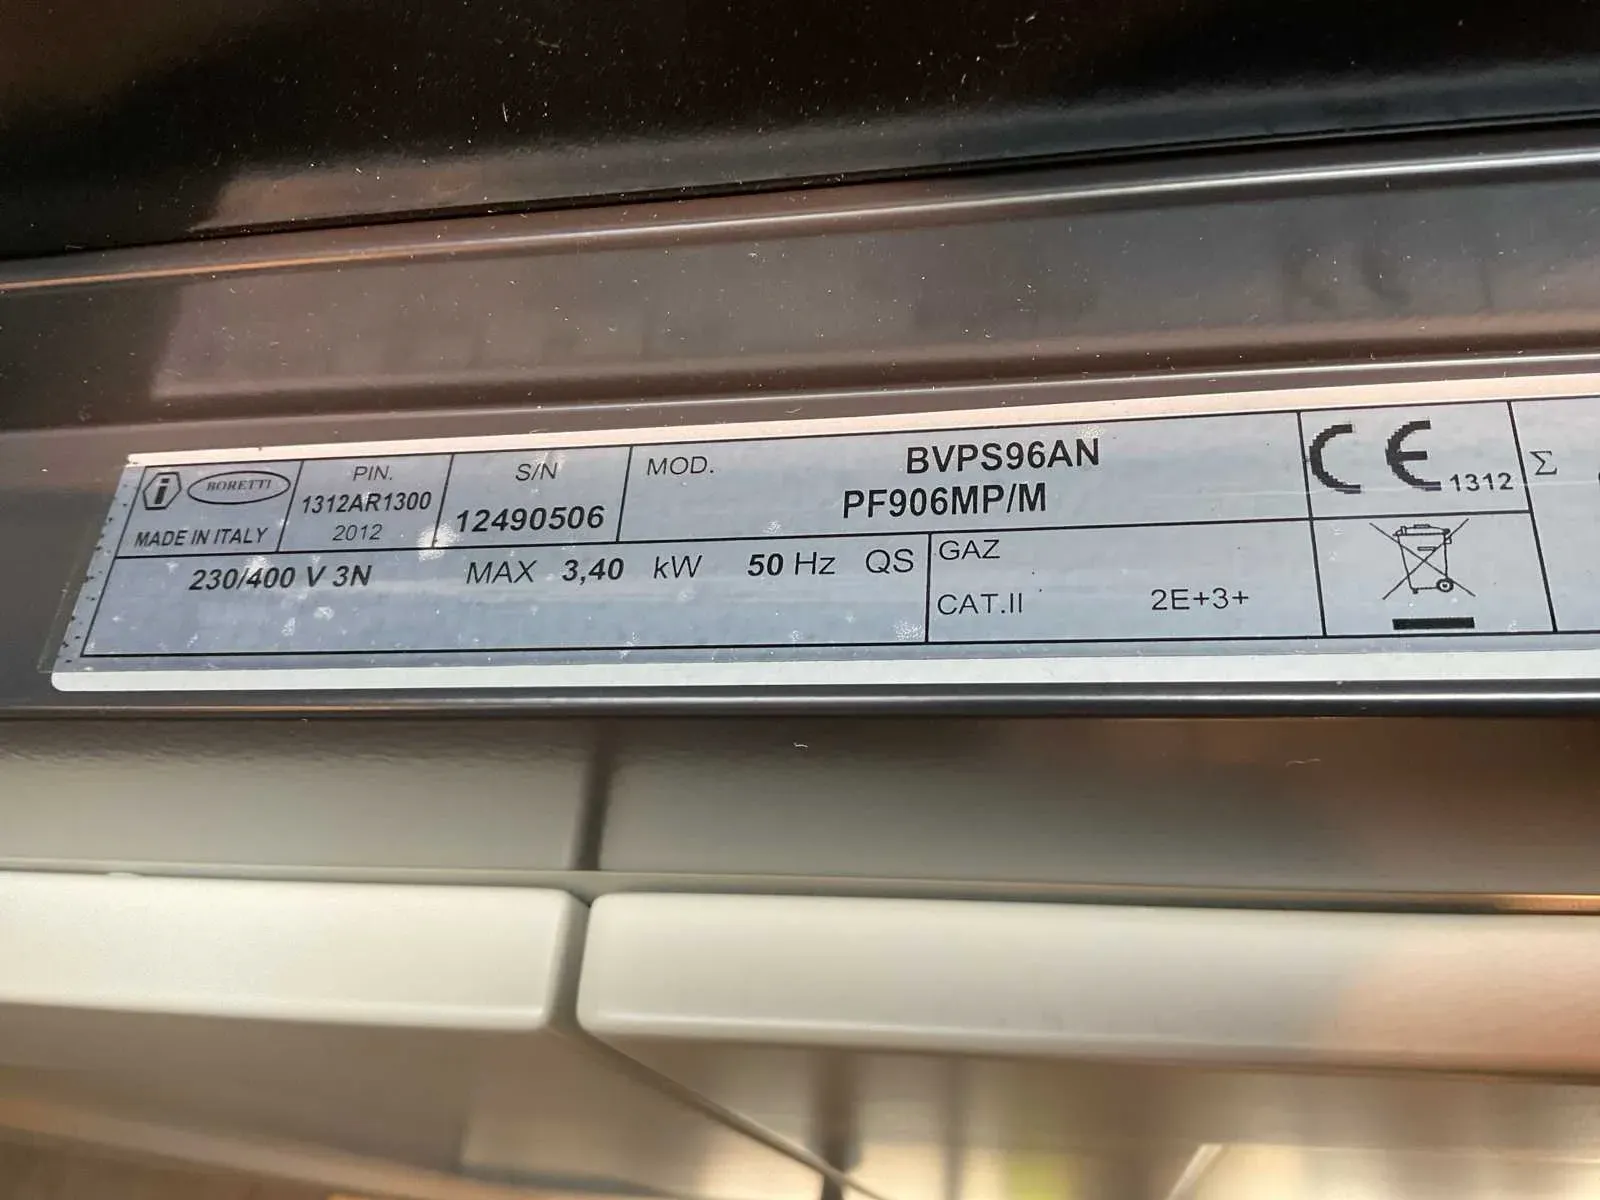 i BORETTI
MADE IN ITALY
PIN.
1312AR1300
2012
S/N
12490506
MOD.
BVPS96AN
PF906MP/M
CE 1312
Σ
230/400 V 3N MAX 3,40 kW 50 Hz QS
GAZ
CAT.II 2E+3+